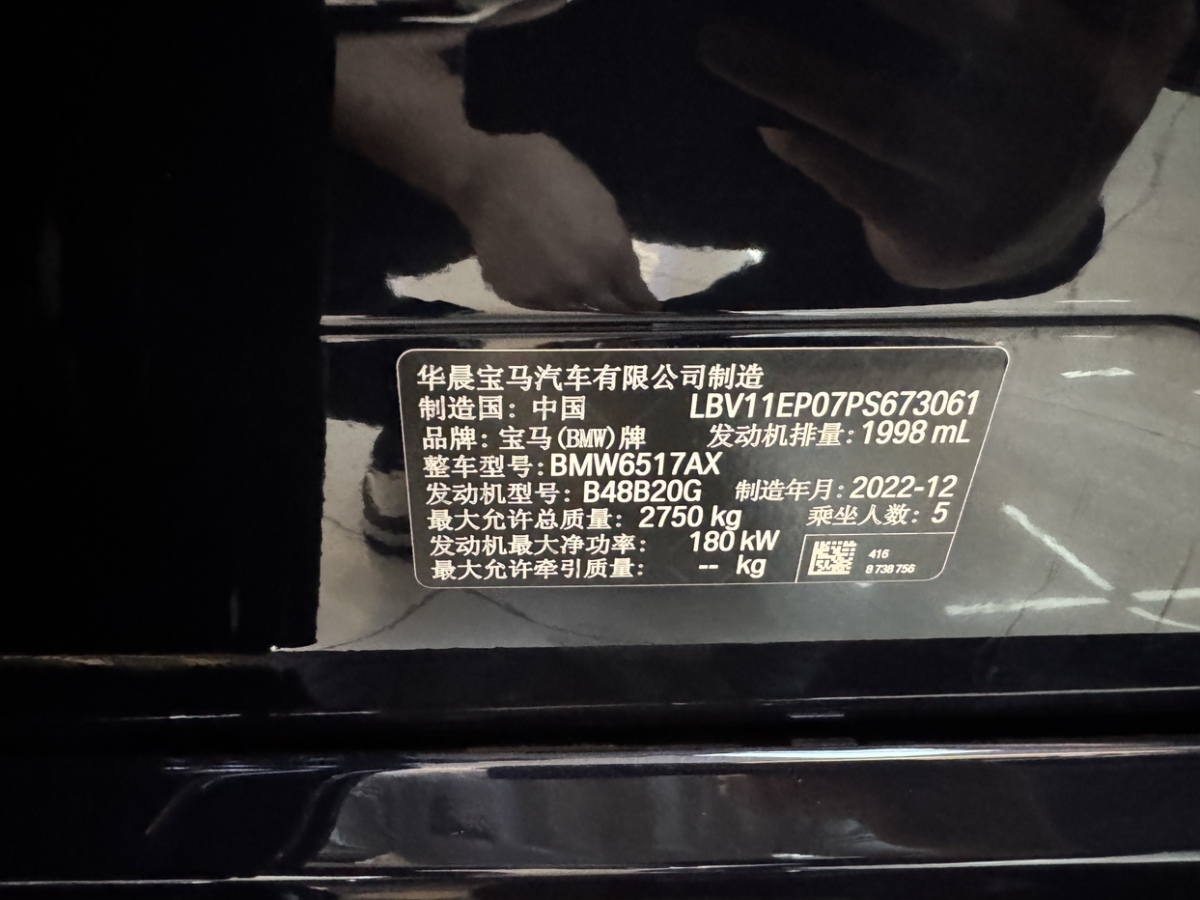 华晨宝马汽车有限公司制造
制造国：中国 LBV11EP07PS673061
品牌：宝马(BMW)牌 发动机排量：1998 mL
整车型号：BMW6517AX
发动机型号：B48B20G 制造年月：2022-12
最大允许总质量：2750 kg 乘坐人数：5
发动机最大净功率：180 kW
最大允许牵引质量：-- kg
416
8 738 756